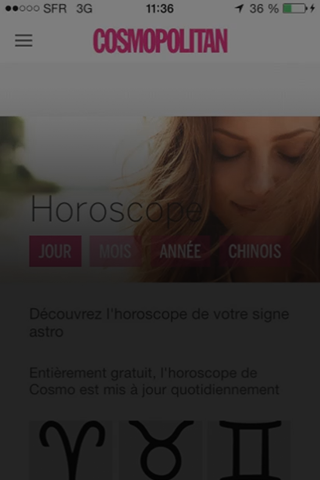 SFR 3G 11:36 36 %
COSMOPOLITAN
Horoscope
JOUR MOIS ANNÉE CHINOIS
Découvrez l'horoscope de votre signe
astro
Entièrement gratuit, l'horoscope de
Cosmo est mis à jour quotidiennement